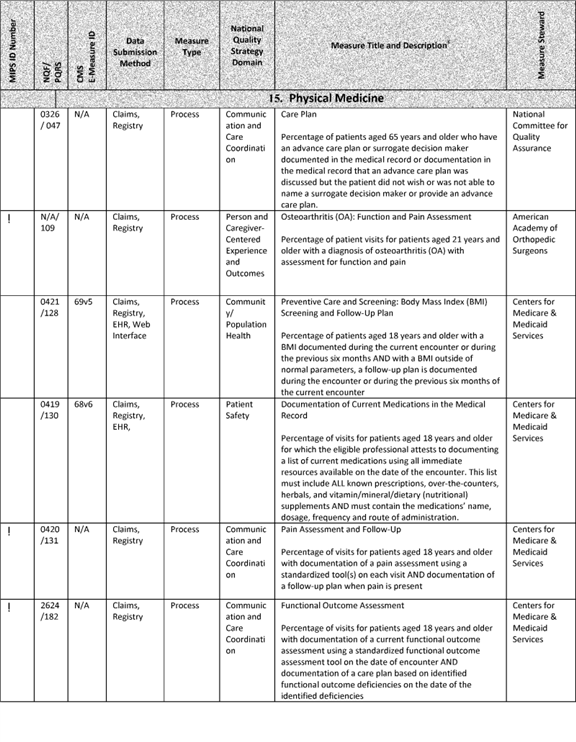 MIPS ID Number
NQF/
PQRS
CMS
E-Measure ID
Data
Submission
Method
Measure
Type
National
Quality
Strategy
Domain
Measure Title and Description
Measure Steward
15. Physical Medicine
0326
/ 047
N/A
Claims,
Registry
Process
Communic
ation and
Care
Coordinati
on
Care Plan
Percentage of patients aged 65 years and older who have
an advance care plan or surrogate decision maker
documented in the medical record or documentation in
the medical record that an advance care plan was
discussed but the patient did not wish or was not able to
name a surrogate decision maker or provide an advance
care plan.
National
Committee for
Quality
Assurance
!
N/A/
109
N/A
Claims,
Registry
Process
Person and
Caregiver-
Centered
Experience
and
Outcomes
Osteoarthritis (OA): Function and Pain Assessment
Percentage of patient visits for patients aged 21 years and
older with a diagnosis of osteoarthritis (OA) with
assessment for function and pain
American
Academy of
Orthopedic
Surgeons
0421
/128
69v5
Claims,
Registry,
EHR, Web
Interface
Process
Communit
y/
Population
Health
Preventive Care and Screening: Body Mass Index (BMI)
Screening and Follow-Up Plan
Percentage of patients aged 18 years and older with a
BMI documented during the current encounter or during
the previous six months AND with a BMI outside of
normal parameters, a follow-up plan is documented
during the encounter or during the previous six months of
the current encounter
Centers for
Medicare &
Medicaid
Services
0419
/130
68v6
Claims,
Registry,
EHR,
Process
Patient
Safety
Documentation of Current Medications in the Medical
Record
Percentage of visits for patients aged 18 years and older
for which the eligible professional attests to documenting
a list of current medications using all immediate
resources available on the date of the encounter. This list
must include ALL known prescriptions, over-the-counters,
herbals, and vitamin/mineral/dietary (nutritional)
supplements AND must contain the medications' name,
dosage, frequency and route of administration.
Centers for
Medicare &
Medicaid
Services
!
0420
/131
N/A
Claims,
Registry
Process
Communic
ation and
Care
Coordinati
on
Pain Assessment and Follow-Up
Percentage of visits for patients aged 18 years and older
with documentation of a pain assessment using a
standardized tool(s) on each visit AND documentation of
a follow-up plan when pain is present
Centers for
Medicare &
Medicaid
Services
!
2624
/182
N/A
Claims,
Registry
Process
Communic
ation and
Care
Coordinati
on
Functional Outcome Assessment
Percentage of visits for patients aged 18 years and older
with documentation of a current functional outcome
assessment using a standardized functional outcome
assessment tool on the date of encounter AND
documentation of a care plan based on identified
functional outcome deficiencies on the date of the
identified deficiencies
Centers for
Medicare &
Medicaid
Services